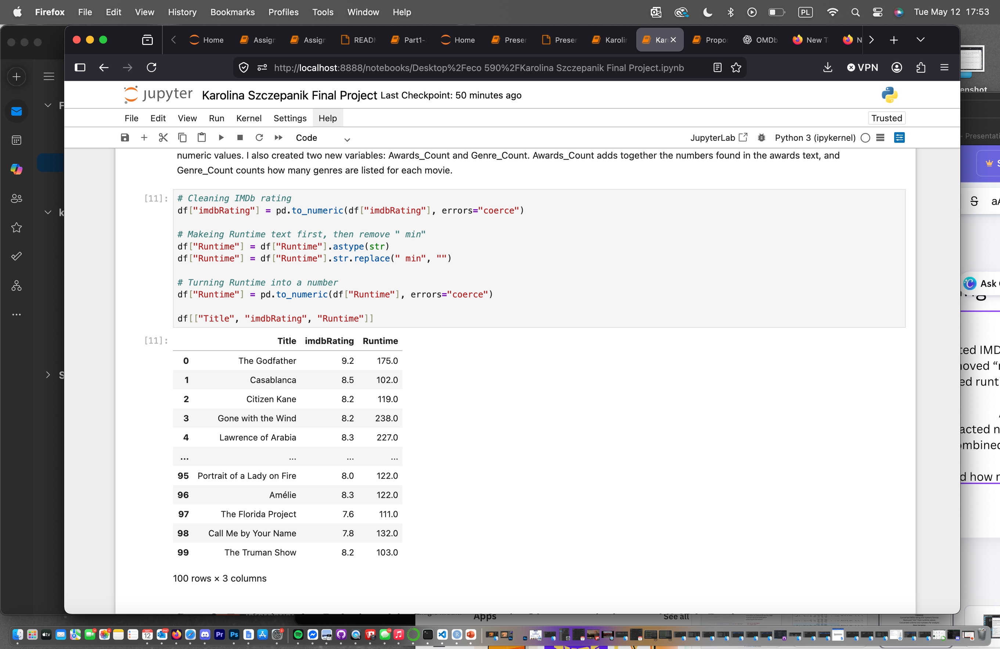 Firefox File Edit View History Bookmarks Profiles Tools Window Help PL Tue May 12 17:53
Home Assign Assign READ Part1- Home Preser Preser Karolin Kar Propo OMDb New T N
http://localhost:8888/notebooks/Desktop%2Feco 590%2FKarolina Szczepanik Final Project.ipynb VPN
enshot
jupyter Karolina Szczepanik Final Project Last Checkpoint: 50 minutes ago
File Edit View Run Kernel Settings Help Trusted
Code JupyterLab Python 3 (ipykernel)
numeric values. I also created two new variables: Awards_Count and Genre_Count. Awards_Count adds together the numbers found in the awards text, and
Genre_Count counts how many genres are listed for each movie.
[11]: # Cleaning IMDb rating
df["imdbRating"] = pd.to_numeric(df["imdbRating"], errors="coerce")
# Makeing Runtime text first, then remove " min"
df["Runtime"] = df["Runtime"].astype(str)
df["Runtime"] = df["Runtime"].str.replace(" min", "")
# Turning Runtime into a number
df["Runtime"] = pd.to_numeric(df["Runtime"], errors="coerce")
df[["Title", "imdbRating", "Runtime"]]
[11]: Title imdbRating Runtime
0 The Godfather 9.2 175.0
1 Casablanca 8.5 102.0
2 Citizen Kane 8.2 119.0
3 Gone with the Wind 8.2 238.0
4 Lawrence of Arabia 8.3 227.0
... ... ... ...
95 Portrait of a Lady on Fire 8.0 122.0
96 Amélie 8.3 122.0
97 The Florida Project 7.6 111.0
98 Call Me by Your Name 7.8 132.0
99 The Truman Show 8.2 103.0
100 rows × 3 columns
Presentati
Ask
ted IMD
noved
ed runt
acted n
ombined
d how
Apps See all